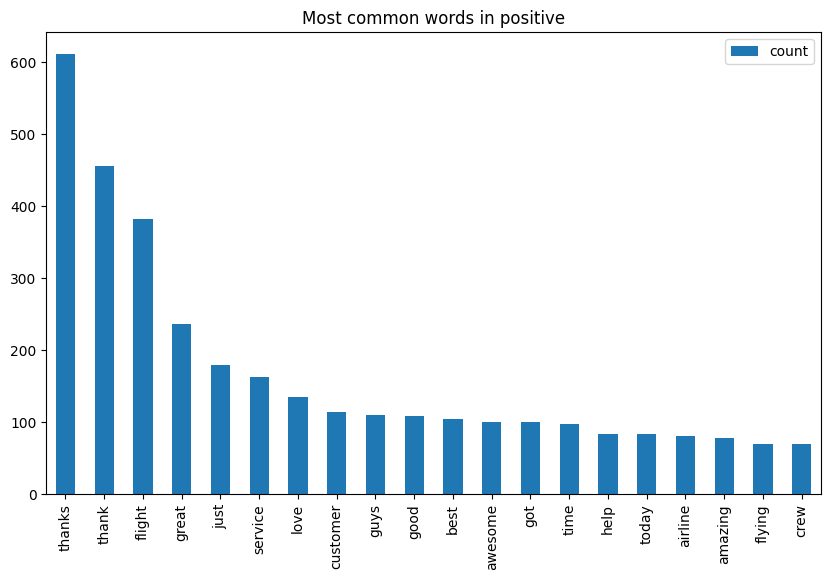 Most common words in positive
count
600
500
400
300
200
100
0
thanks
thank
flight
great
just
service
love
customer
guys
good
best
awesome
got
time
help
today
airline
amazing
flying
crew